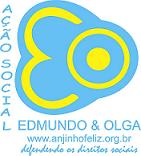 AÇÃO SOCIAL
EDMUNDO & OLGA
www.anjinhofeliz.org.br
defendendo os direitos sociais